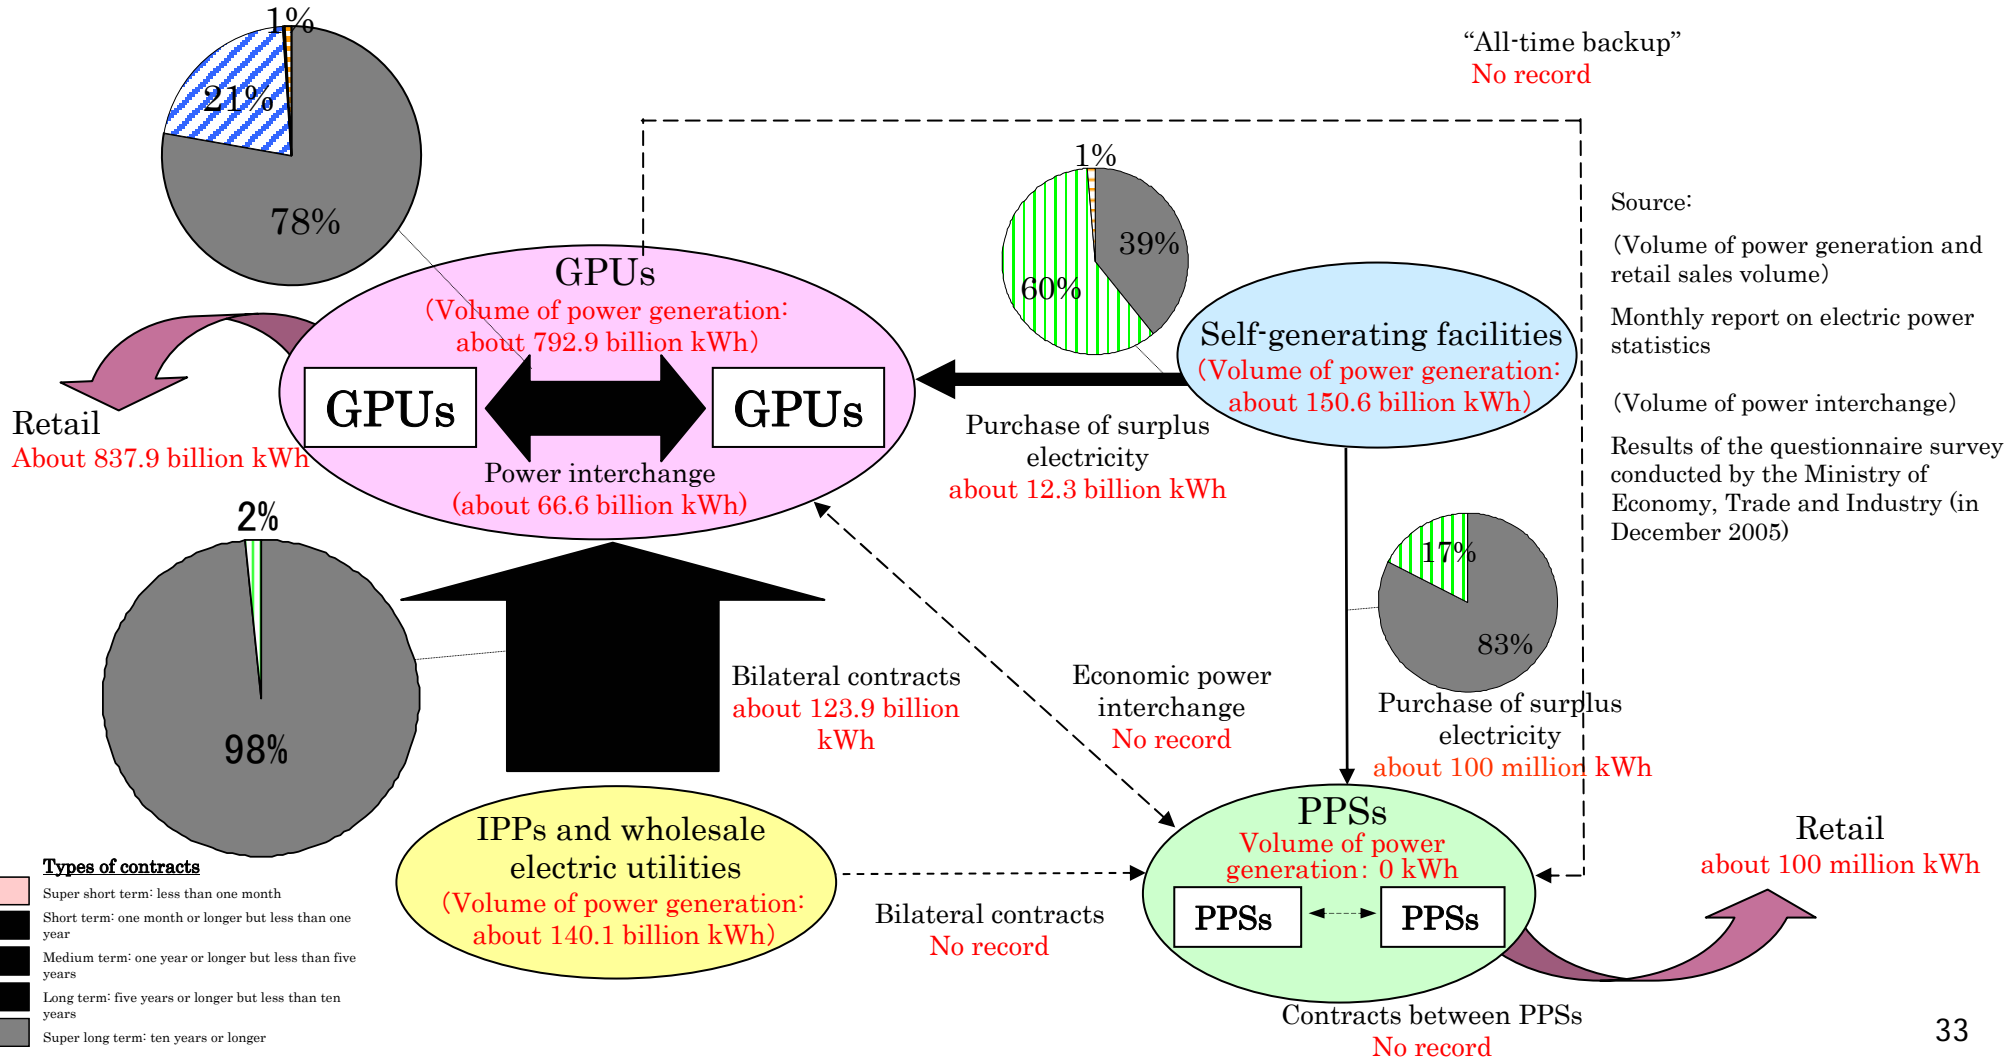 1%
21%
78%
"All-time backup"
No record
1%
39%
60%
Source:
(Volume of power generation and
retail sales volume)
Monthly report on electric power
statistics
(Volume of power interchange)
Results of the questionnaire survey
conducted by the Ministry of
Economy, Trade and Industry (in
December 2005)
GPUs
(Volume of power generation:
about 792.9 billion kWh)
GPUs
GPUs
Power interchange
(about 66.6 billion kWh)
Retail
About 837.9 billion kWh
Self-generating facilities
(Volume of power generation:
about 150.6 billion kWh)
Purchase of surplus
electricity
about 12.3 billion kWh
2%
98%
17%
83%
Bilateral contracts
about 123.9 billion
kWh
Economic power
interchange
No record
Purchase of surplus
electricity
about 100 million kWh
IPPs and wholesale
electric utilities
(Volume of power generation:
about 140.1 billion kWh)
Bilateral contracts
No record
PPSs
Volume of power
generation: 0 kWh
PPSs
PPSs
Contracts between PPSs
No record
Retail
about 100 million kWh
Types of contracts
Super short term: less than one month
Short term: one month or longer but less than one
year
Medium term: one year or longer but less than five
years
Long term: five years or longer but less than ten
years
Super long term: ten years or longer
33